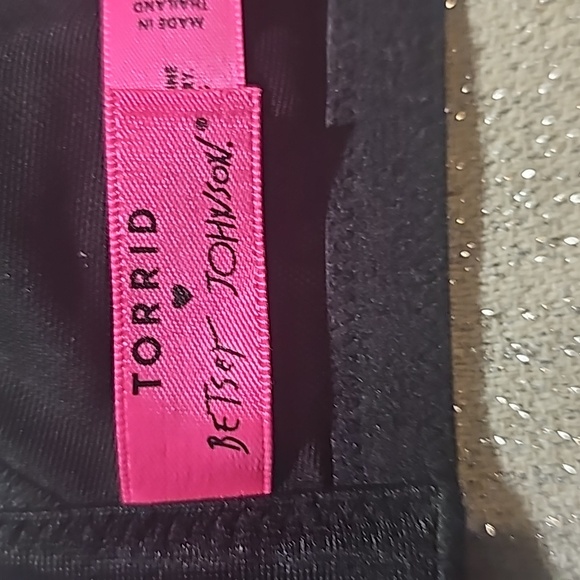 TORRID
BETSEY JOHNSON.®
MADE IN
THAILAND